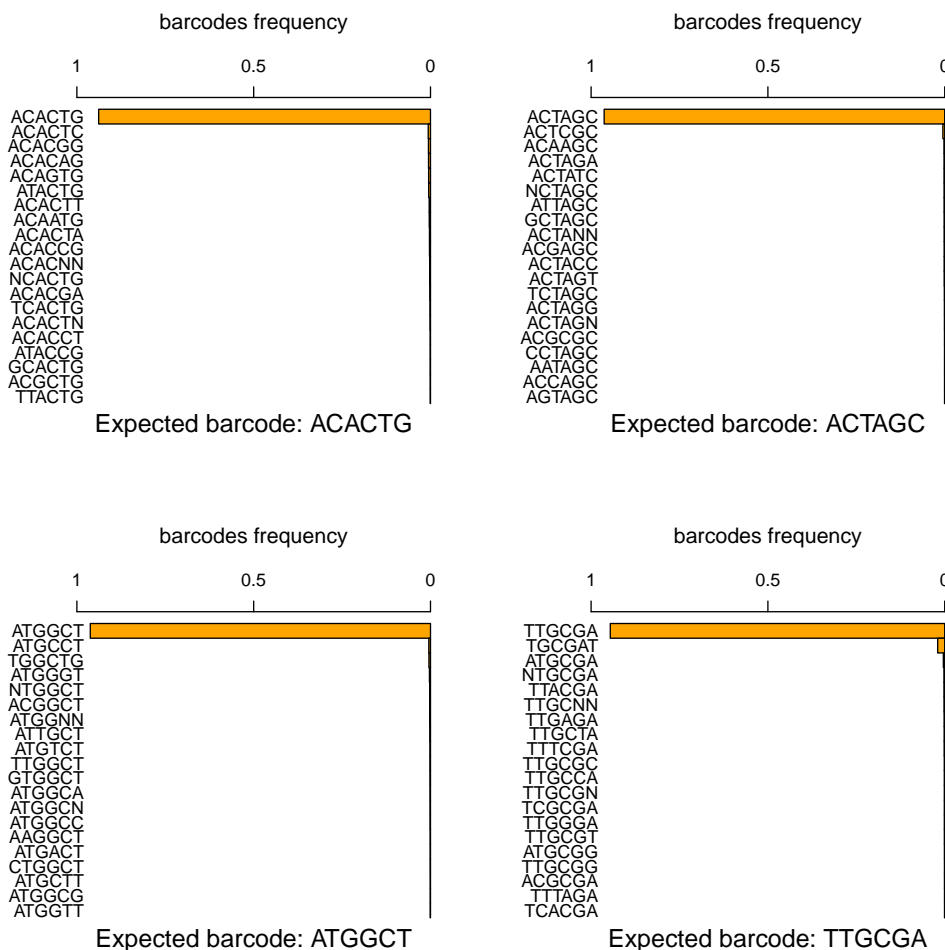 barcodes frequency
1 0.5 0
ACACTG
ACACTC
ACACGG
ACACAG
ACAGTG
ATACTG
ACACTT
ACAATG
ACACTA
ACACCG
ACACNN
NCACTG
ACACGA
TCACTG
ACACTN
ACACCT
ATACCG
GCACTG
ACGCTG
TTACTG
Expected barcode: ACACTG
barcodes frequency
1 0.5 0
ACTAGC
ACTCGC
ACAAGC
ACTAGA
ACTATC
NCTAGC
ATTAGC
GCTAGC
ACTANN
ACGAGC
ACTACC
ACTAGT
TCTAGC
ACTAGG
ACTAGN
ACGCGC
CCTAGC
AATAGC
ACCAGC
AGTAGC
Expected barcode: ACTAGC
barcodes frequency
1 0.5 0
ATGGCT
ATGCCT
TGGCTG
ATGGGT
NTGGCT
ACGGCT
ATGGNN
ATTGCT
ATGTCT
TTGGCT
GTGGCT
ATGGCA
ATGGCN
ATGGCC
AAGGCT
ATGACT
CTGGCT
ATGCTT
ATGGCG
ATGGTT
Expected barcode: ATGGCT
barcodes frequency
1 0.5 0
TTGCGA
TGCGAT
ATGCGA
NTGCGA
TTACGA
TTGCNN
TTGAGA
TTGCTA
TTTCGA
TTGCGC
TTGCCA
TTGCGN
TCGCGA
TTGGGA
TTGCGT
ATGCGG
TTGCGG
ACGCGA
TTTAGA
TCACGA
Expected barcode: TTGCGA